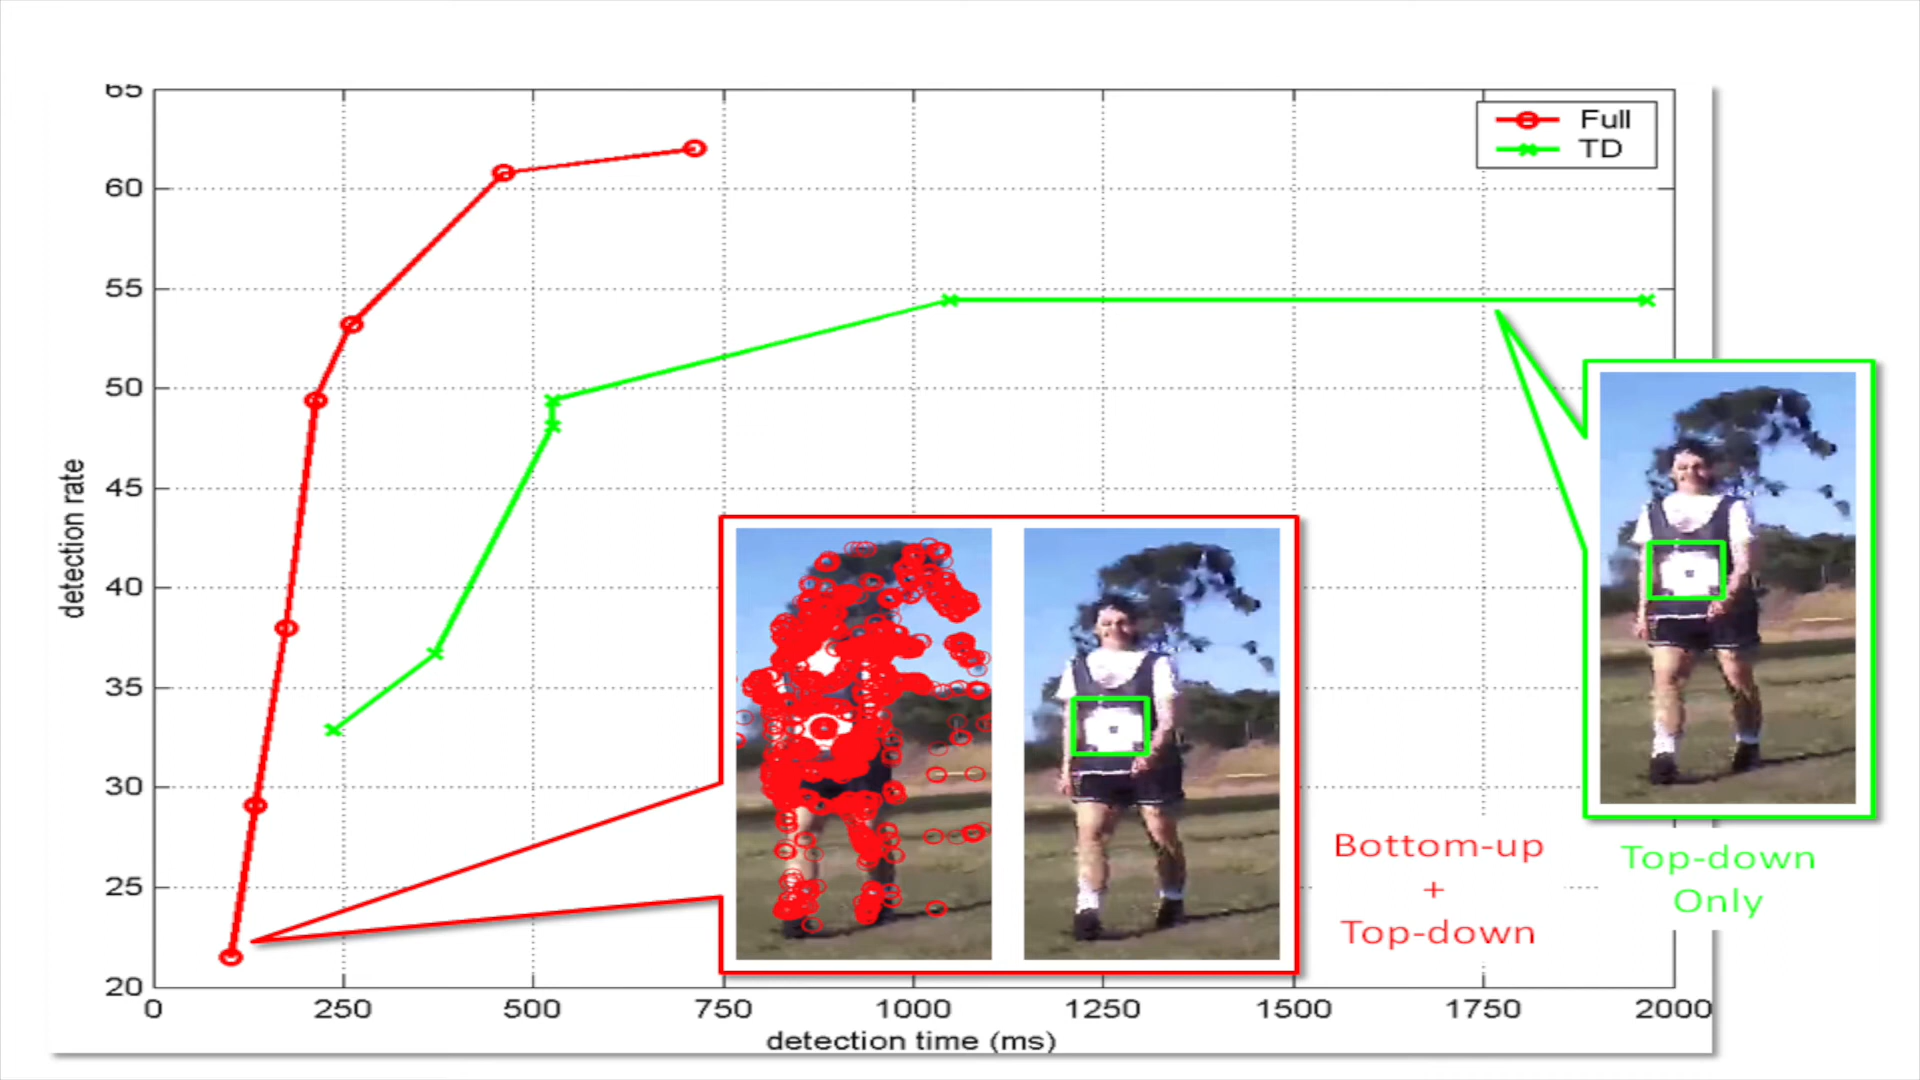 65
60
55
50
45
40
35
30
25
20
detection rate
Full
TD
Bottom-up
+
Top-down
Top-down
Only
0 250 500 750 1000 1250 1500 1750 2000
detection time (ms)